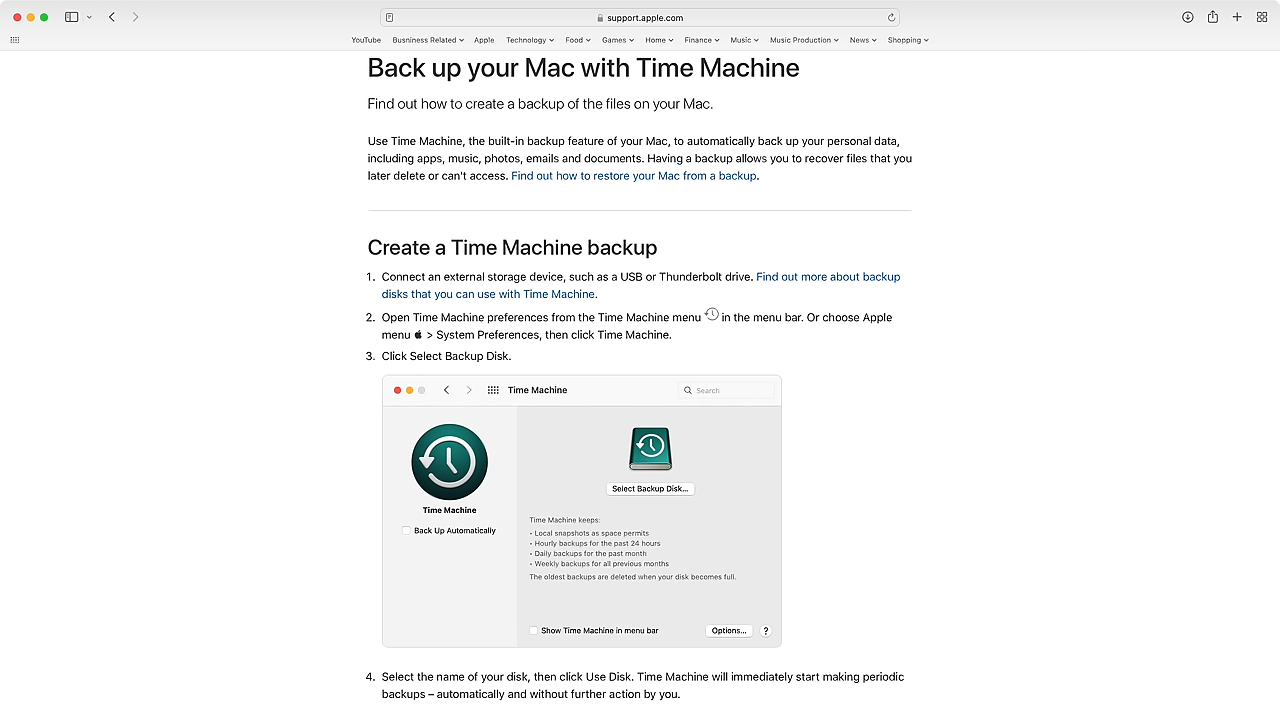 support.apple.com
YouTube Busniness Related Apple Technology Food Games Home Finance Music Music Production News Shopping
Back up your Mac with Time Machine
Find out how to create a backup of the files on your Mac.
Use Time Machine, the built-in backup feature of your Mac, to automatically back up your personal data,
including apps, music, photos, emails and documents. Having a backup allows you to recover files that you
later delete or can't access. Find out how to restore your Mac from a backup.
Create a Time Machine backup
1. Connect an external storage device, such as a USB or Thunderbolt drive. Find out more about backup
disks that you can use with Time Machine.
2. Open Time Machine preferences from the Time Machine menu in the menu bar. Or choose Apple
menu > System Preferences, then click Time Machine.
3. Click Select Backup Disk.
Time Machine
Search
Select Backup Disk...
Time Machine
Back Up Automatically
Time Machine keeps:
• Local snapshots as space permits
• Hourly backups for the past 24 hours
• Daily backups for the past month
• Weekly backups for all previous months
The oldest backups are deleted when your disk becomes full.
Show Time Machine in menu bar
Options... ?
4. Select the name of your disk, then click Use Disk. Time Machine will immediately start making periodic
backups – automatically and without further action by you.